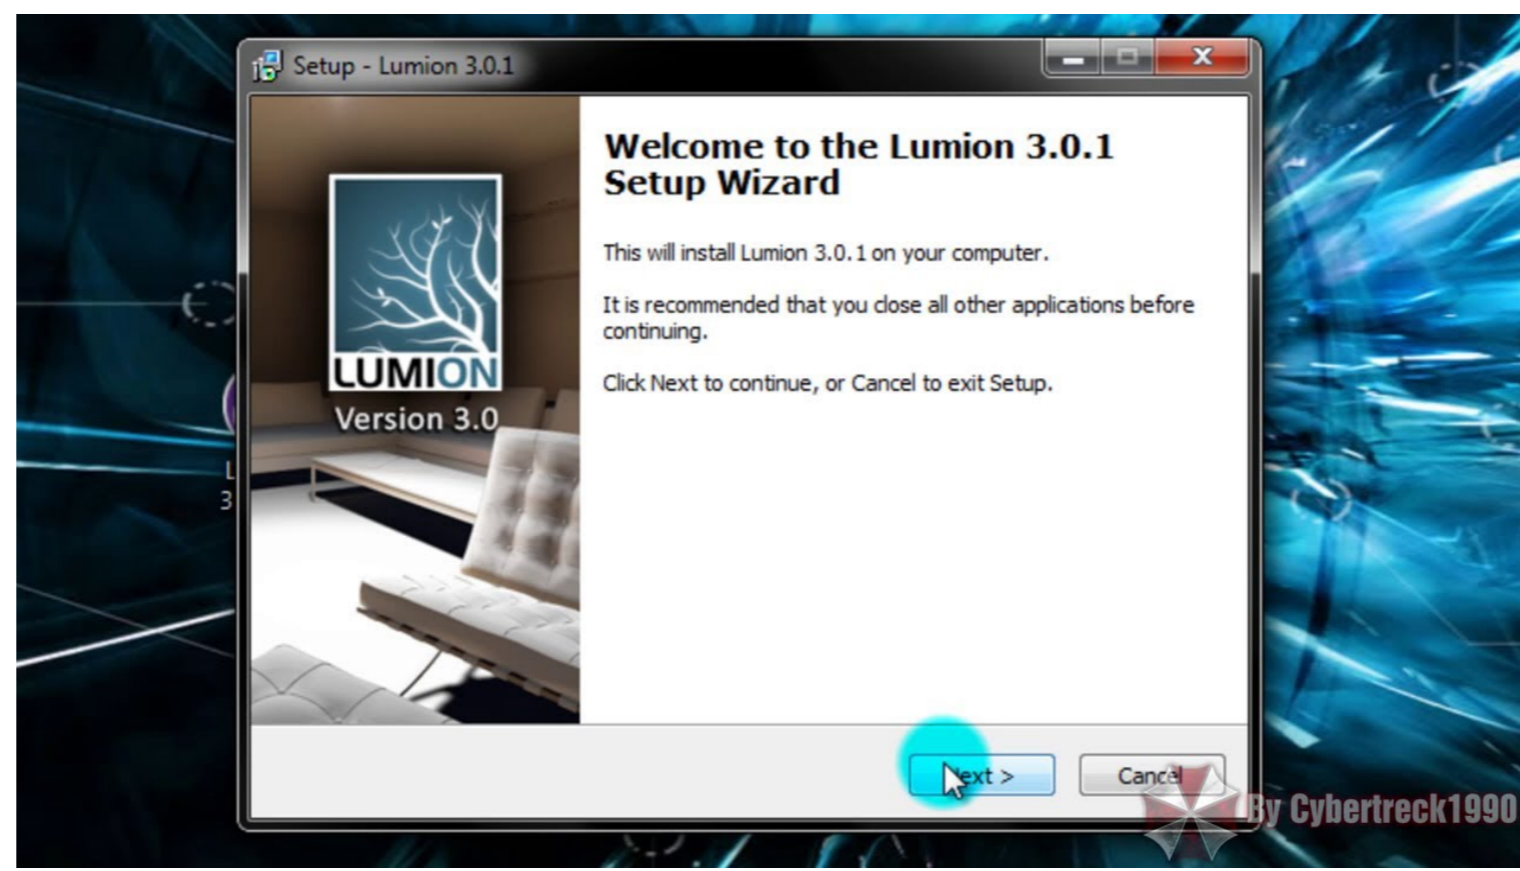 Setup - Lumion 3.0.1
Welcome to the Lumion 3.0.1
Setup Wizard
This will install Lumion 3.0.1 on your computer.
It is recommended that you close all other applications before
continuing.
Click Next to continue, or Cancel to exit Setup.
LUMION
Version 3.0
L
3
Next >
Cancel
By Cybertreck1990